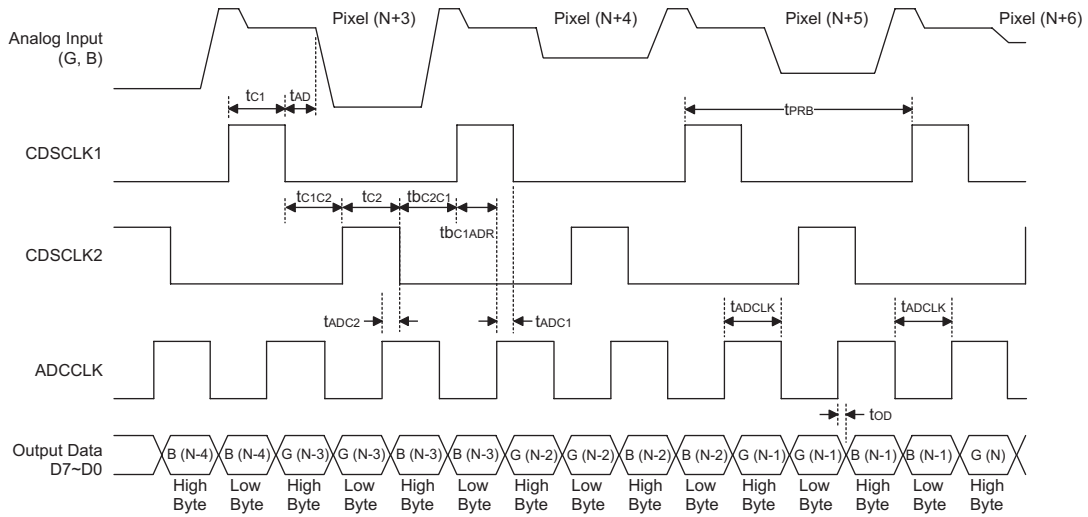 Pixel (N+3)
Pixel (N+4)
Pixel (N+5)
Pixel (N+6)
Analog Input
(G, B)
tC1
tAD
tPRB
CDSCLK1
tC1C2
tC2
tbC2C1
tbC1ADR
CDSCLK2
tADC2
tADC1
tADCLK
tADCLK
ADCCLK
tOD
Output Data
D7~D0
B (N-4)
B (N-4)
G (N-3)
G (N-3)
B (N-3)
B (N-3)
G (N-2)
G (N-2)
B (N-2)
B (N-2)
G (N-1)
G (N-1)
B (N-1)
B (N-1)
G (N)
High
Byte
Low
Byte
High
Byte
Low
Byte
High
Byte
Low
Byte
High
Byte
Low
Byte
High
Byte
Low
Byte
High
Byte
Low
Byte
High
Byte
Low
Byte
High
Byte